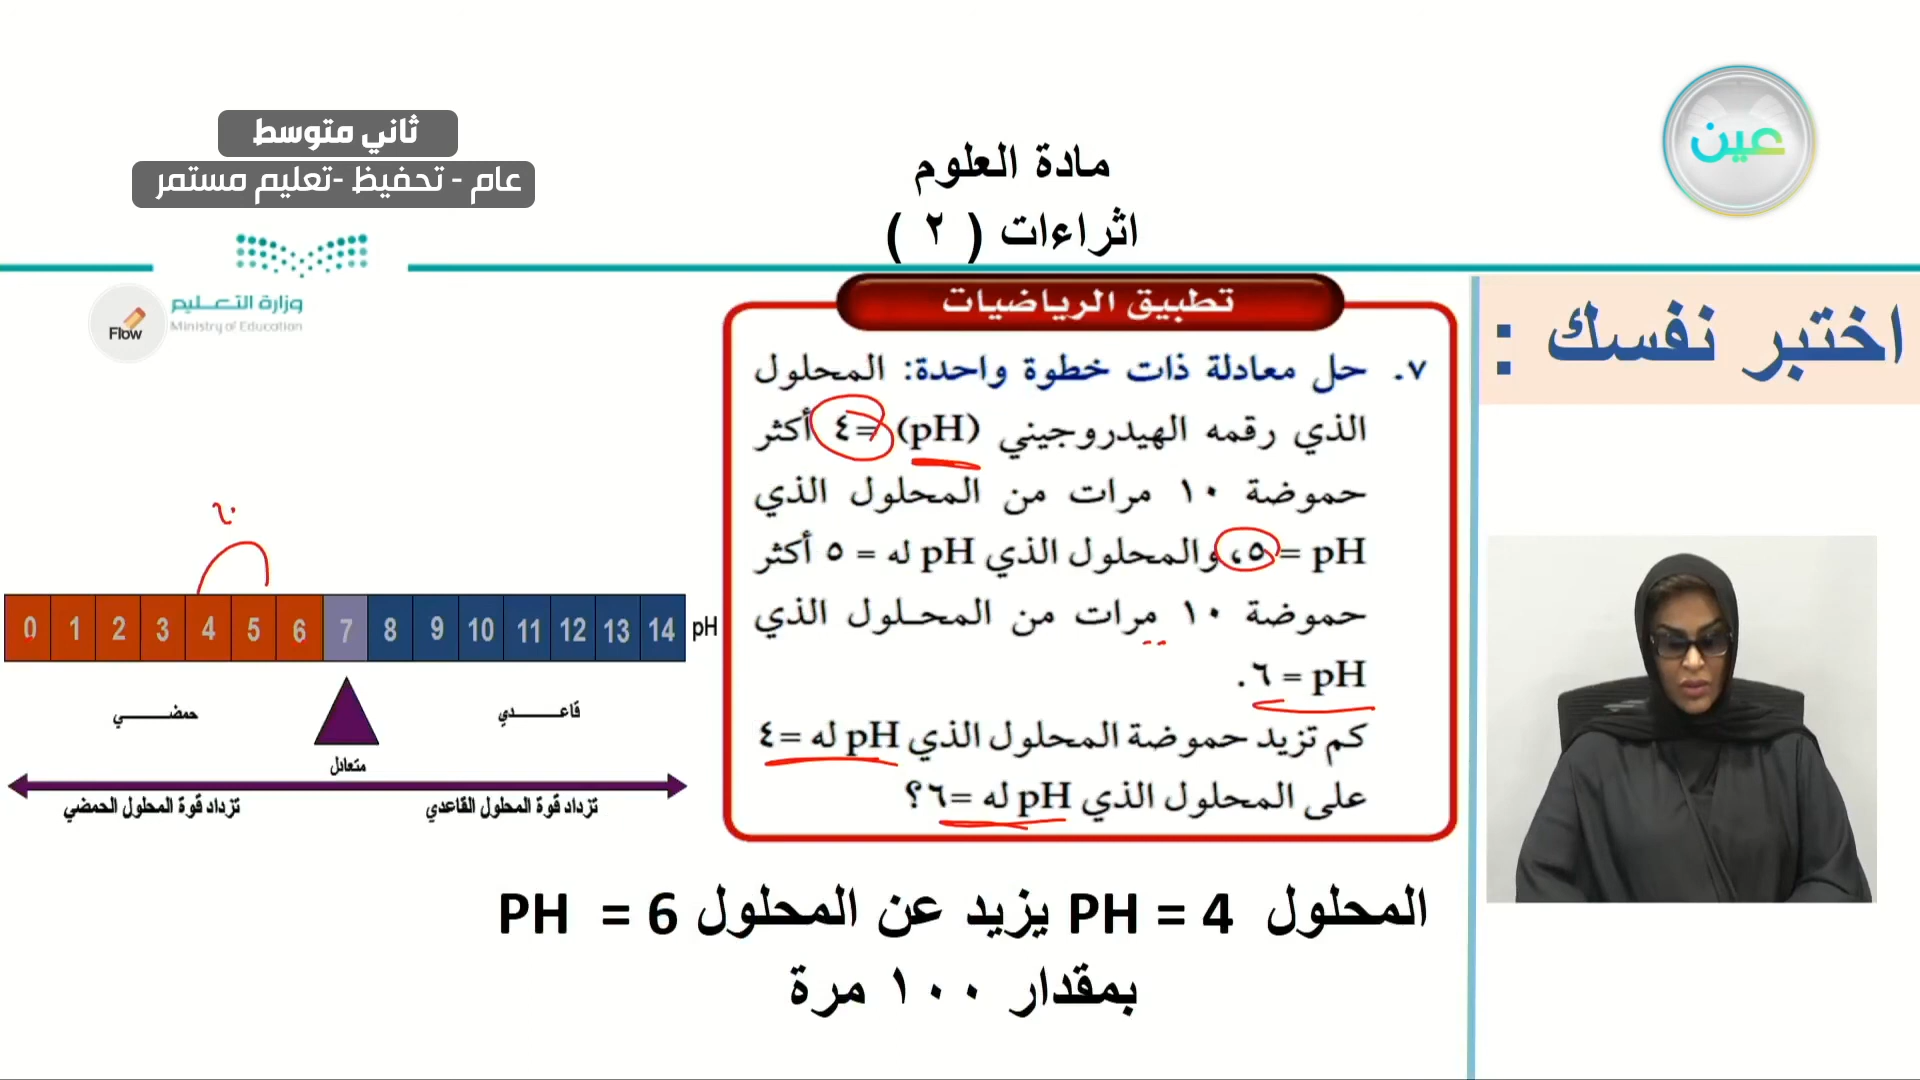 ثاني متوسط
عام - تحفيظ -تعليم مستمر
مادة العلوم
اثراءات ( ٢ )
عين
وزارة التعـــليم
Ministry of Education
Flow
اختبر نفسك :
تطبيق الرياضيات
٧. حل معادلة ذات خطوة واحدة: المحلول
الذي رقمه الهيدروجيني (pH) =٤ أكثر
حموضة ١٠ مرات من المحلول الذي
pH = ٥، والمحلول الذي pH له = ٥ أكثر
حموضة ١٠ مرات من المحلول الذي
pH = ٦.
كم تزيد حموضة المحلول الذي pH له =٤
على المحلول الذي pH له =٦؟
0 1 2 3 4 5 6 7 8 9 10 11 12 13 14 pH
حمضـــــي
قاعـــــدي
متعادل
تزداد قوة المحلول الحمضي
تزداد قوة المحلول القاعدي
المحلول PH = 4 يزيد عن المحلول PH = 6
بمقدار ١٠٠ مرة